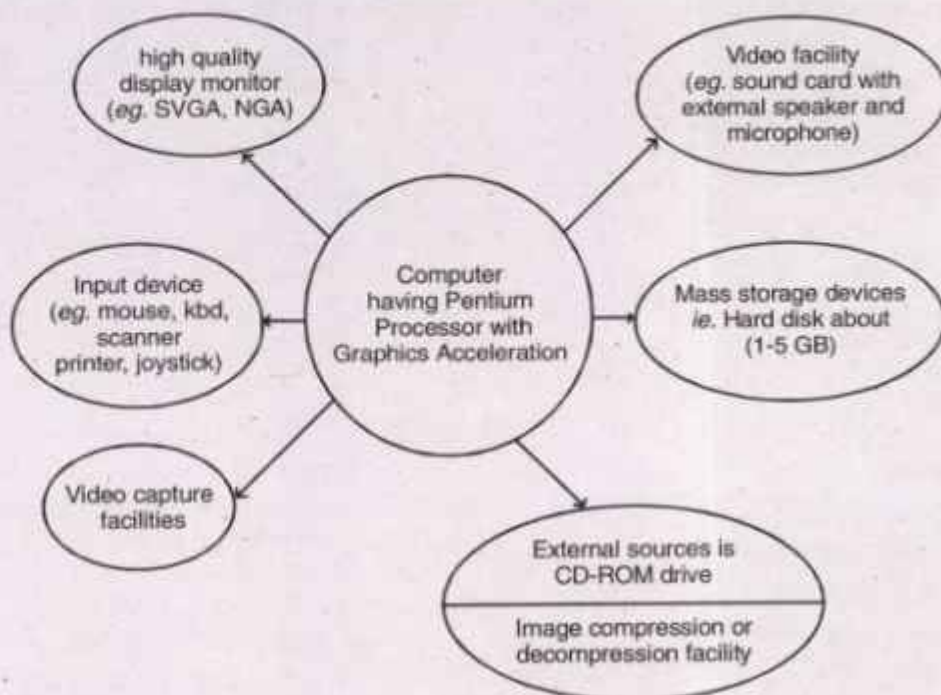 high quality
display monitor
(eg. SVGA, NGA)
Video facility
(eg. sound card with
external speaker and
microphone)
Computer
having Pentium
Processor with
Graphics Acceleration
Input device
(eg. mouse, kbd,
scanner
printer, joystick)
Mass storage devices
ie. Hard disk about
(1-5 GB)
Video capture
facilities
External sources is
CD-ROM drive
Image compression or
decompression facility